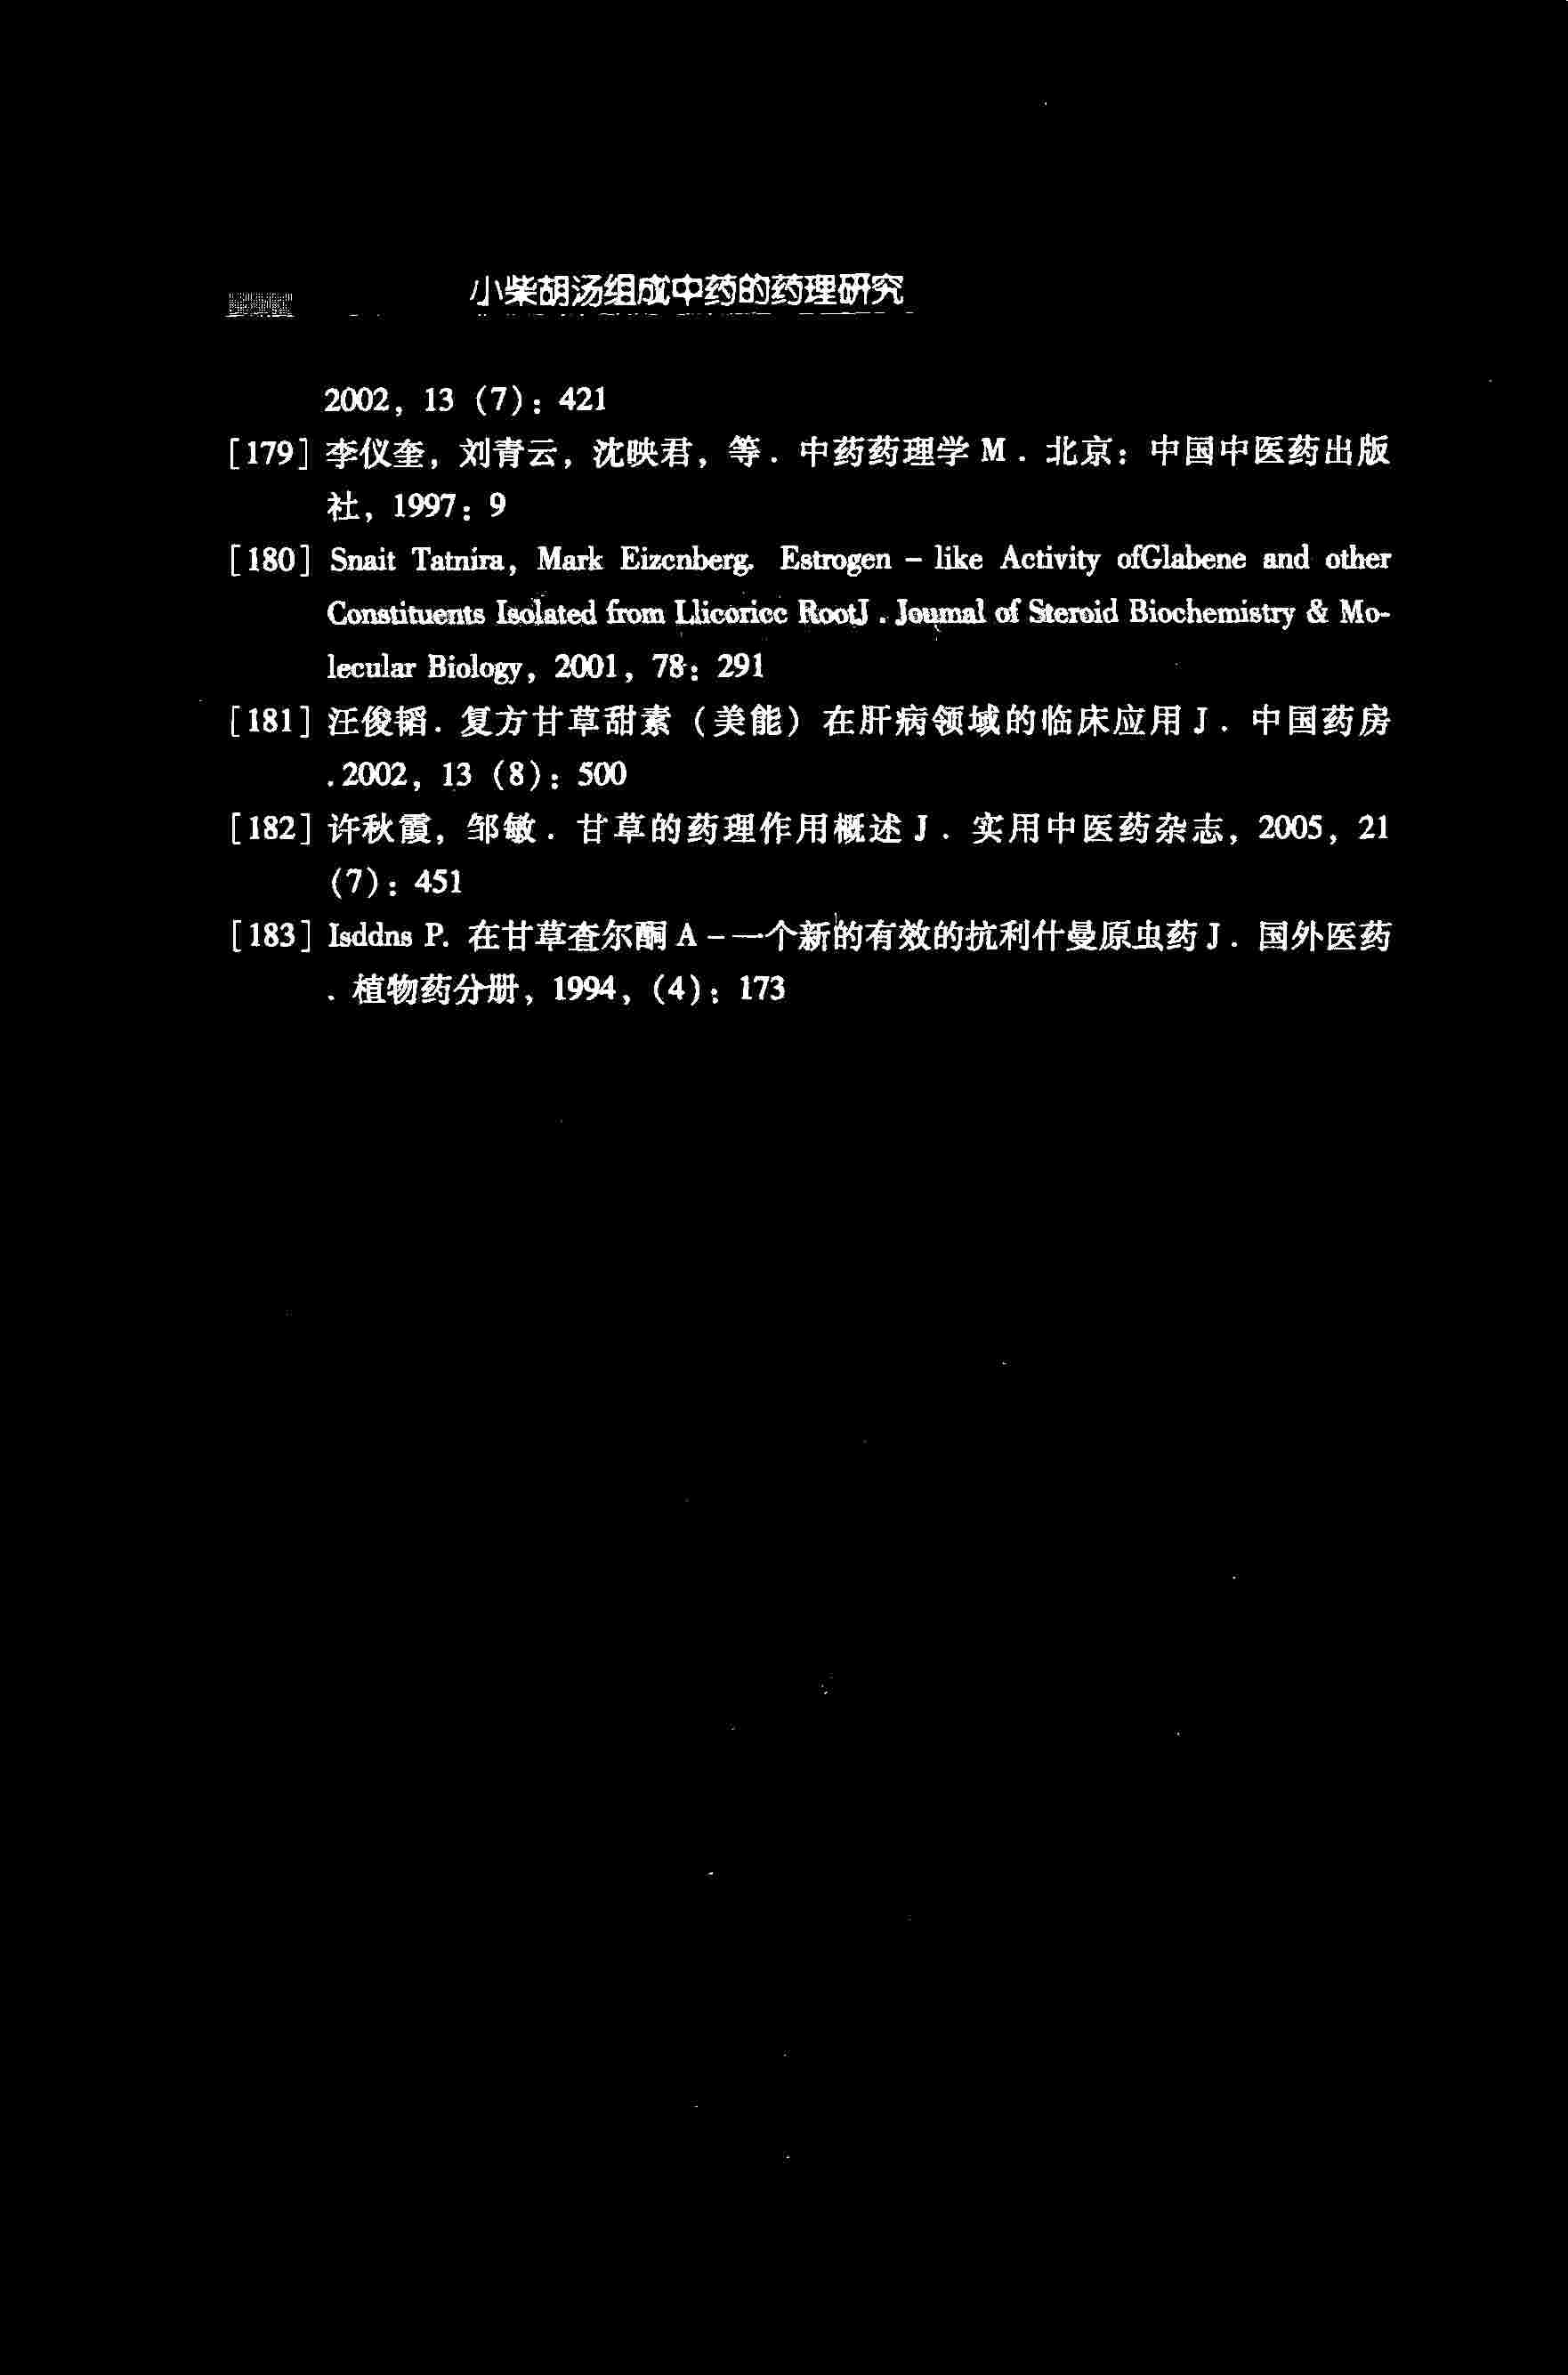 小柴胡汤组成中药的药理研究
2002, 13 (7): 421
[179] 李仪奎, 刘青云, 沈映君, 等. 中药药理学 M. 北京: 中国中医药出版
社, 1997: 9
[180] Snait Tatnira, Mark Eizcnberg. Estrogen – like Activity ofGlabene and other
Constituents Isolated from Llicoricc RootJ. Journal of Steroid Biochemistry & Mo-
lecular Biology, 2001, 78: 291
[181] 汪俊韬. 复方甘草甜素 (美能) 在肝病领域的临床应用 J. 中国药房
.2002, 13 (8): 500
[182] 许秋霞, 邹敏. 甘草的药理作用概述 J. 实用中医药杂志, 2005, 21
(7): 451
[183] Isddns P. 在甘草查尔酮 A – 一个新的有效的抗利什曼原虫药 J. 国外医药
. 植物药分册, 1994, (4): 173